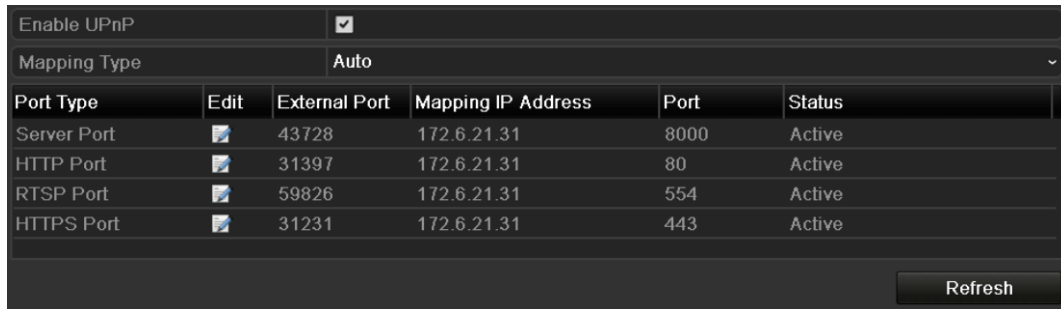 Enable UPnP
Mapping Type Auto
Port Type Edit External Port Mapping IP Address Port Status
Server Port 43728 172.6.21.31 8000 Active
HTTP Port 31397 172.6.21.31 80 Active
RTSP Port 59826 172.6.21.31 554 Active
HTTPS Port 31231 172.6.21.31 443 Active
Refresh